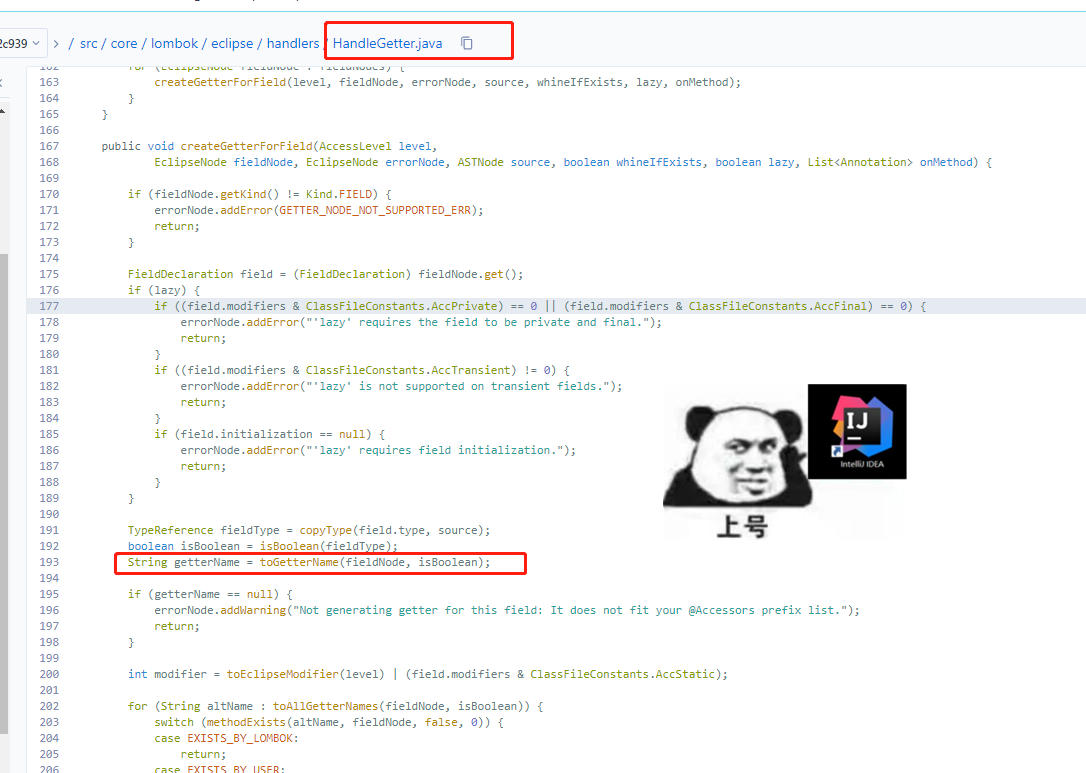 2c939 > / src / core / lombok / eclipse / handlers / HandleGetter.java
162 for (EclipseNode fieldNode : fieldNodes) {
163 createGetterForField(level, fieldNode, errorNode, source, whineIfExists, lazy, onMethod);
164 }
165 }
166
167 public void createGetterForField(AccessLevel level,
168 EclipseNode fieldNode, EclipseNode errorNode, ASTNode source, boolean whineIfExists, boolean lazy, List<Annotation> onMethod) {
169
170 if (fieldNode.getKind() != Kind.FIELD) {
171 errorNode.addError(GETTER_NODE_NOT_SUPPORTED_ERR);
172 return;
173 }
174
175 FieldDeclaration field = (FieldDeclaration) fieldNode.get();
176 if (lazy) {
177 if ((field.modifiers & ClassFileConstants.AccPrivate) == 0 || (field.modifiers & ClassFileConstants.AccFinal) == 0) {
178 errorNode.addError("'lazy' requires the field to be private and final.");
179 return;
180 }
181 if ((field.modifiers & ClassFileConstants.AccTransient) != 0) {
182 errorNode.addError("'lazy' is not supported on transient fields.");
183 return;
184 }
185 if (field.initialization == null) {
186 errorNode.addError("'lazy' requires field initialization.");
187 return;
188 }
189 }
190
191 TypeReference fieldType = copyType(field.type, source);
192 boolean isBoolean = isBoolean(fieldType);
193 String getterName = toGetterName(fieldNode, isBoolean);
194
195 if (getterName == null) {
196 errorNode.addWarning("Not generating getter for this field: It does not fit your @Accessors prefix list.");
197 return;
198 }
199
200 int modifier = toEclipseModifier(level) | (field.modifiers & ClassFileConstants.AccStatic);
201
202 for (String altName : toAllGetterNames(fieldNode, isBoolean)) {
203 switch (methodExists(altName, fieldNode, false, 0)) {
204 case EXISTS_BY_LOMBOK:
205 return;
206 case EXISTS_BY_USER:
IJ
IntelliJ IDEA
上号